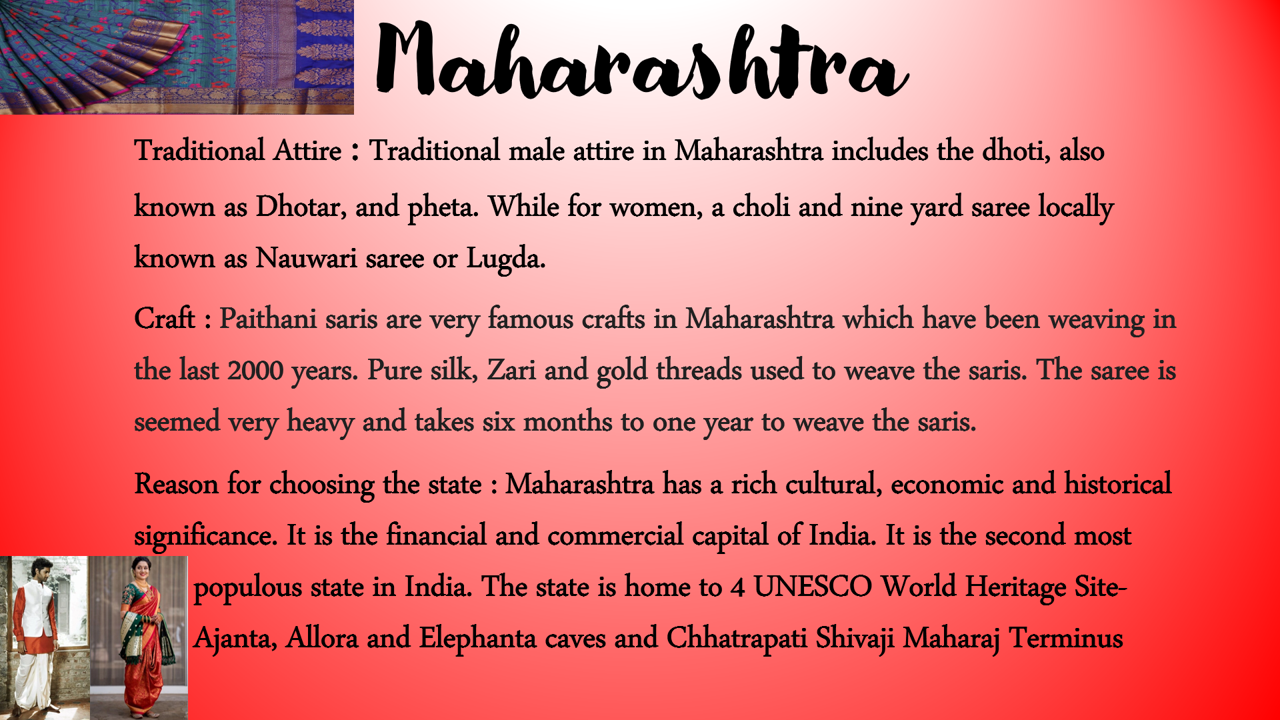 Maharashtra
Traditional Attire : Traditional male attire in Maharashtra includes the dhoti, also
known as Dhotar, and pheta. While for women, a choli and nine yard saree locally
known as Nauwari saree or Lugda.
Craft : Paithani saris are very famous crafts in Maharashtra which have been weaving in
the last 2000 years. Pure silk, Zari and gold threads used to weave the saris. The saree is
seemed very heavy and takes six months to one year to weave the saris.
Reason for choosing the state : Maharashtra has a rich cultural, economic and historical
significance. It is the financial and commercial capital of India. It is the second most
populous state in India. The state is home to 4 UNESCO World Heritage Site-
Ajanta, Allora and Elephanta caves and Chhatrapati Shivaji Maharaj Terminus